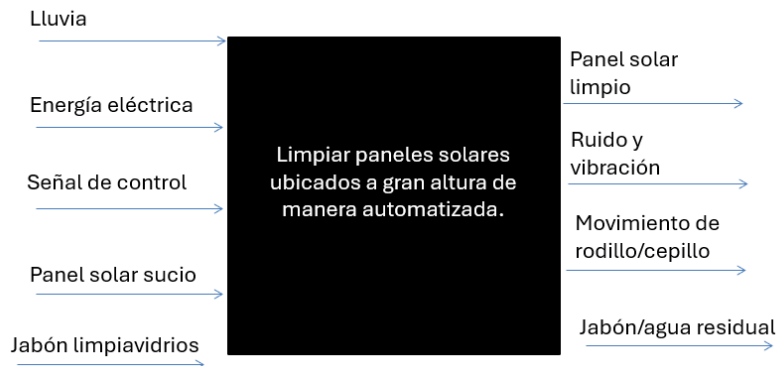 Lluvia
Energía eléctrica
Señal de control
Panel solar sucio
Jabón limpiavidrios
Limpiar paneles solares
ubicados a gran altura de
manera automatizada.
Panel solar
limpio
Ruido y
vibración
Movimiento de
rodillo/cepillo
Jabón/agua residual